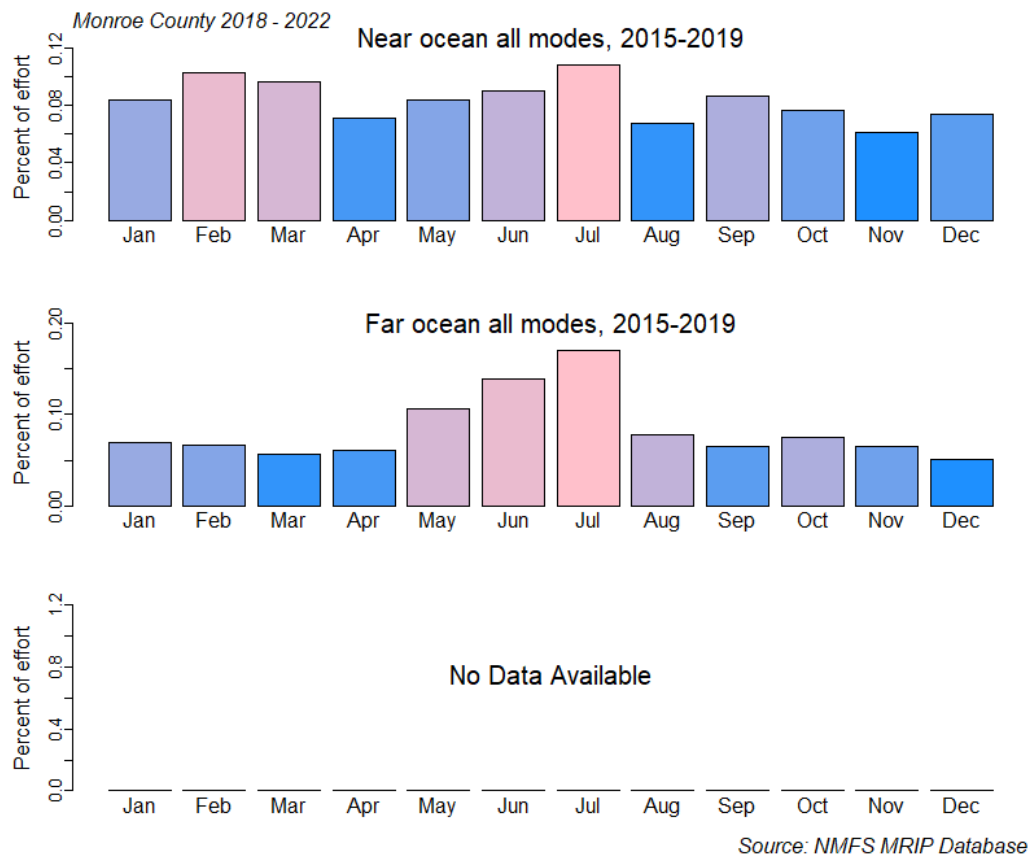 Monroe County 2018 - 2022
Near ocean all modes, 2015-2019
Percent of effort
0.12
0.08
0.04
0.00
Jan Feb Mar Apr May Jun Jul Aug Sep Oct Nov Dec
Far ocean all modes, 2015-2019
Percent of effort
0.20
0.10
0.00
Jan Feb Mar Apr May Jun Jul Aug Sep Oct Nov Dec
Percent of effort
1.2
0.8
0.4
0.0
No Data Available
Jan Feb Mar Apr May Jun Jul Aug Sep Oct Nov Dec
Source: NMFS MRIP Database